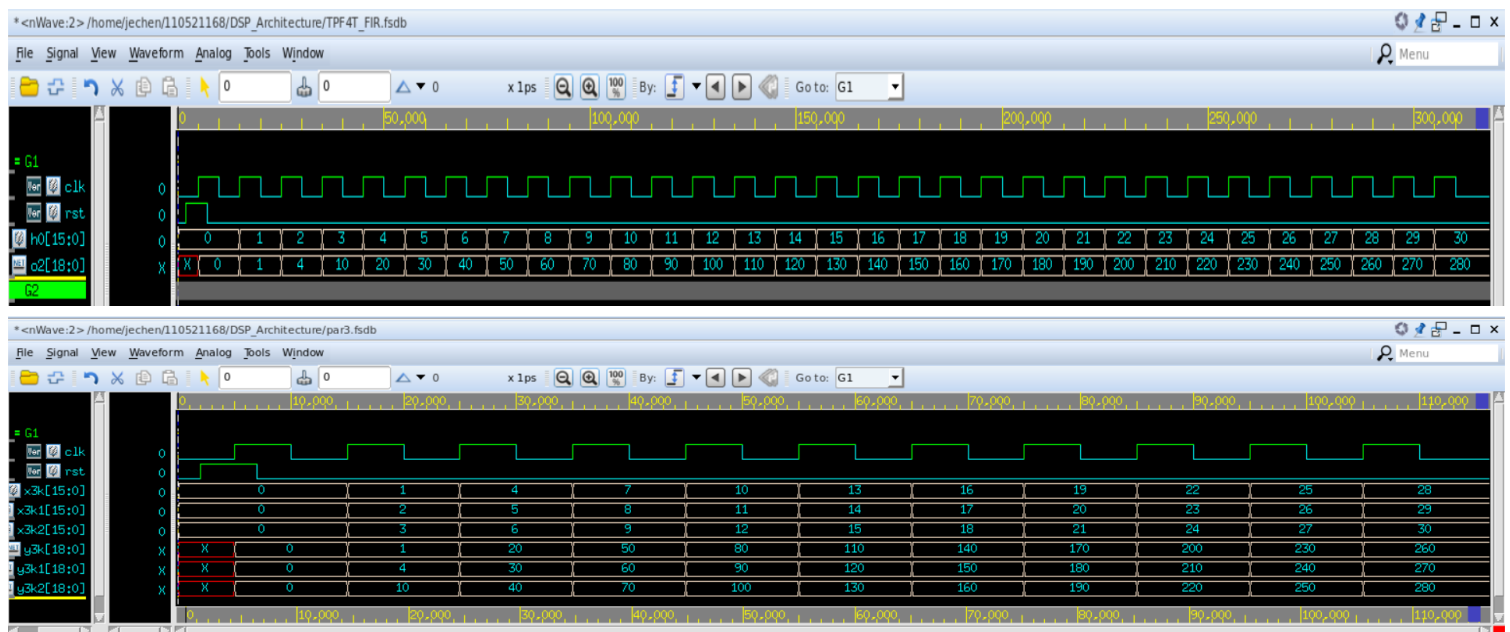 *<nWave:2> /home/jechen/110521168/DSP_Architecture/TPF4T_FIR.fsdb
File Signal View Waveform Analog Tools Window Menu
0 0 0 x 1ps 100 % By: Go to: G1
0 50,000 100,000 150,000 200,000 250,000 300,000
= G1
clk 0
rst 0
h0[15:0] 0 0 1 2 3 4 5 6 7 8 9 10 11 12 13 14 15 16 17 18 19 20 21 22 23 24 25 26 27 28 29 30
o2[18:0] X X 0 1 4 10 20 30 40 50 60 70 80 90 100 110 120 130 140 150 160 170 180 190 200 210 220 230 240 250 260 270 280
G2
*<nWave:2> /home/jechen/110521168/DSP_Architecture/par3.fsdb
File Signal View Waveform Analog Tools Window Menu
0 0 0 x 1ps 100 % By: Go to: G1
0 10,000 20,000 30,000 40,000 50,000 60,000 70,000 80,000 90,000 100,000 110,000
= G1
clk 0
rst 0
x3k[15:0] 0 0 1 4 7 10 13 16 19 22 25 28
x3k1[15:0] 0 0 2 5 8 11 14 17 20 23 26 29
x3k2[15:0] 0 0 3 6 9 12 15 18 21 24 27 30
y3k[18:0] X X 0 1 20 50 80 110 140 170 200 230 260
y3k1[18:0] X X 0 4 30 60 90 120 150 180 210 240 270
y3k2[18:0] X X 0 10 40 70 100 130 160 190 220 250 280
0 10,000 20,000 30,000 40,000 50,000 60,000 70,000 80,000 90,000 100,000 110,000